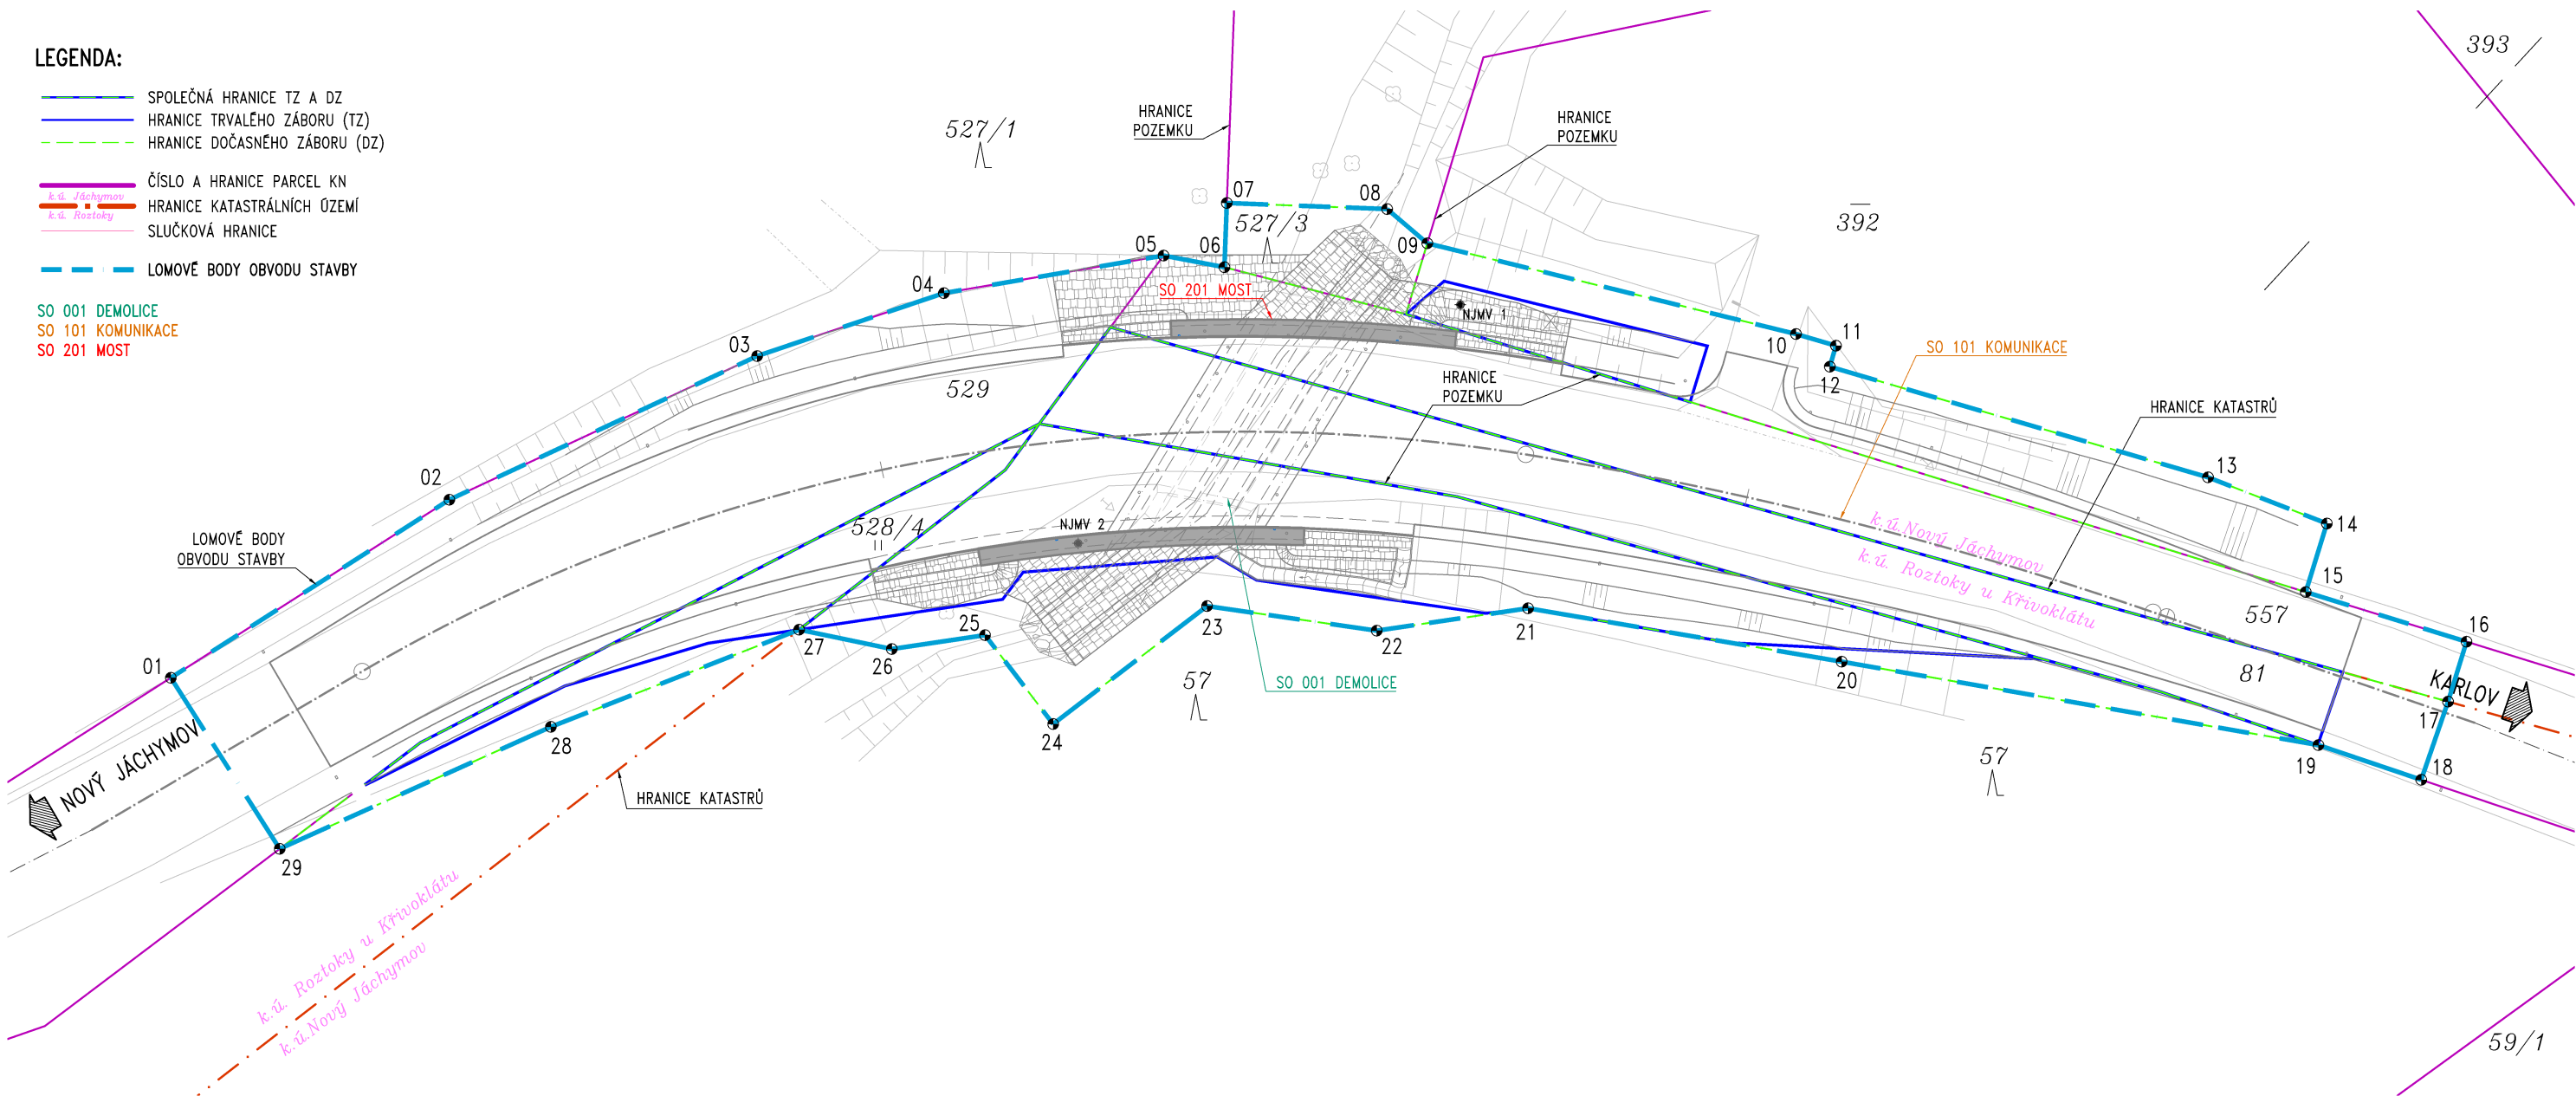 LEGENDA:
SPOLEČNÁ HRANICE TZ A DZ
HRANICE TRVALÉHO ZÁBORU (TZ)
HRANICE DOČASNÉHO ZÁBORU (DZ)
ČÍSLO A HRANICE PARCEL KN
k.ú. Jáchymov
HRANICE KATASTRÁLNÍCH ÚZEMÍ
k.ú. Roztoky
SLUČKOVÁ HRANICE
LOMOVÉ BODY OBVODU STAVBY
SO 001 DEMOLICE
SO 101 KOMUNIKACE
SO 201 MOST
393
527/1
HRANICE
POZEMKU
HRANICE
POZEMKU
07
08
392
527/3
05
06
09
04
SO 201 MOST
NJMV 1
03
10
11
SO 101 KOMUNIKACE
12
529
HRANICE
POZEMKU
HRANICE KATASTRŮ
02
13
14
LOMOVÉ BODY
OBVODU STAVBY
528/4
NJMV 2
k.ú.Nový Jáchymov
k.ú. Roztoky u Křivoklátu
15
557
16
01
27
26
25
23
22
21
20
81
KARLOV
57
SO 001 DEMOLICE
17
NOVÝ JÁCHYMOV
28
24
57
19
18
HRANICE KATASTRŮ
29
k.ú. Roztoky u Křivoklátu
k.ú.Nový Jáchymov
59/1